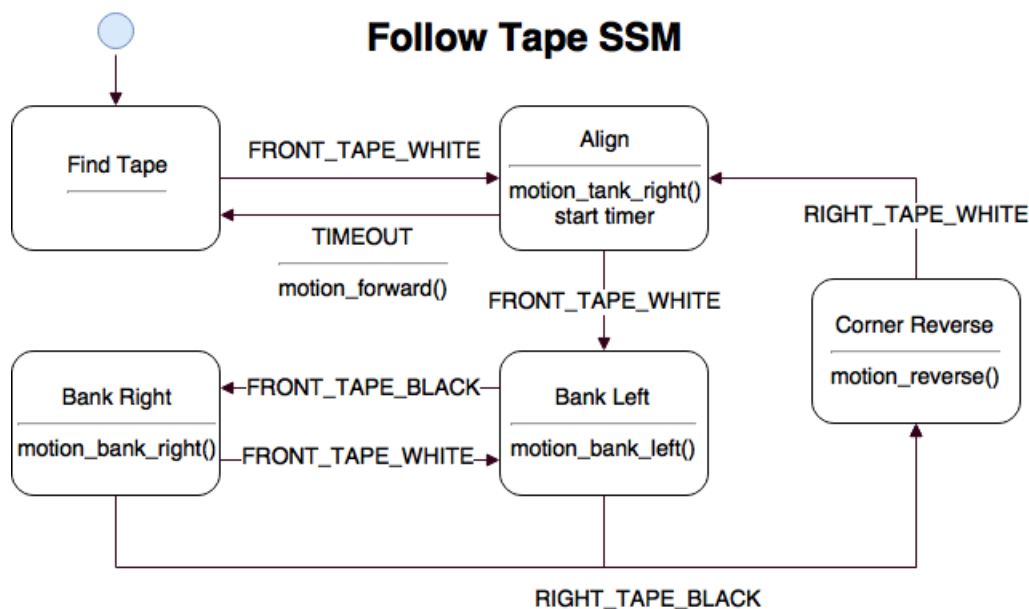 Follow Tape SSM
Find Tape
FRONT_TAPE_WHITE
Align
motion_tank_right()
start timer
TIMEOUT
motion_forward()
RIGHT_TAPE_WHITE
FRONT_TAPE_WHITE
Corner Reverse
motion_reverse()
Bank Right
motion_bank_right()
FRONT_TAPE_BLACK
FRONT_TAPE_WHITE
Bank Left
motion_bank_left()
RIGHT_TAPE_BLACK